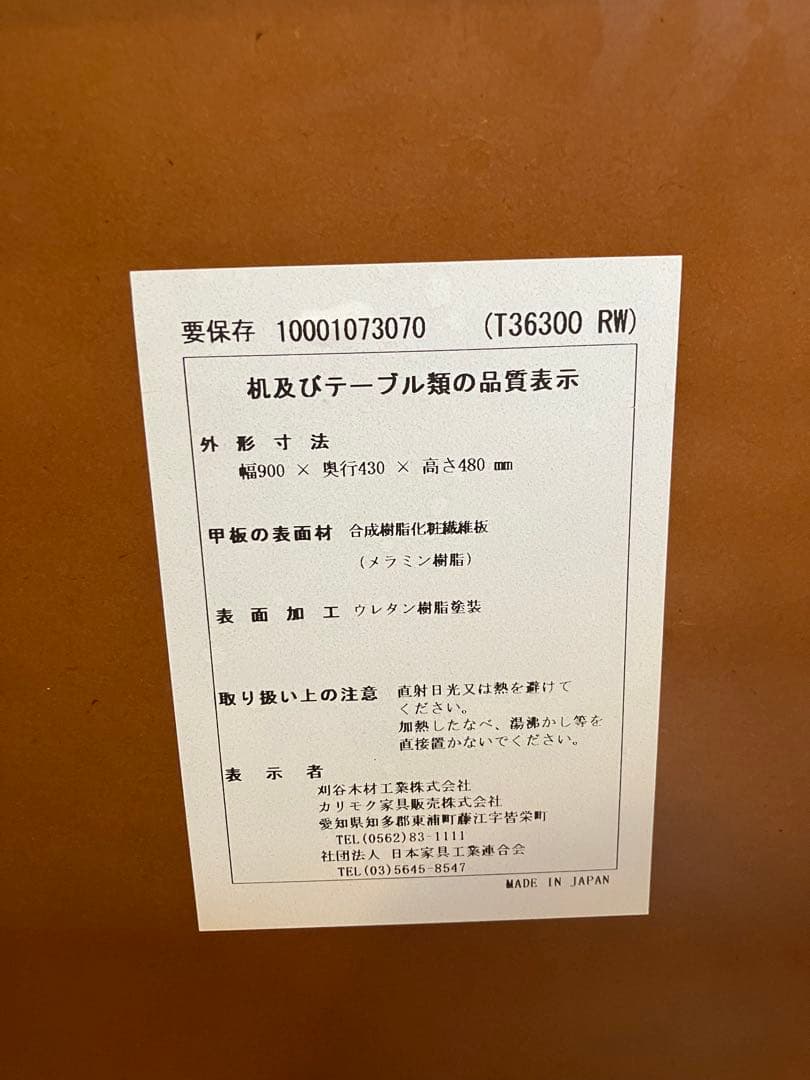 要保存 10001073070 (T36300 RW)
机及びテーブル類の品質表示
外形寸法
幅900 × 奥行430 × 高さ480 mm
甲板の表面材 合成樹脂化粧繊維板
(メラミン樹脂)
表面加工 ウレタン樹脂塗装
取り扱い上の注意 直射日光又は熱を避けて
ください。
加熱したなべ、湯沸かし等を
直接置かないでください。
表示者
刈谷木材工業株式会社
カリモク家具販売株式会社
愛知県知多郡東浦町藤江字皆栄町
TEL(0562)83-1111
社団法人 日本家具工業連合会
TEL(03)5645-8547
MADE IN JAPAN